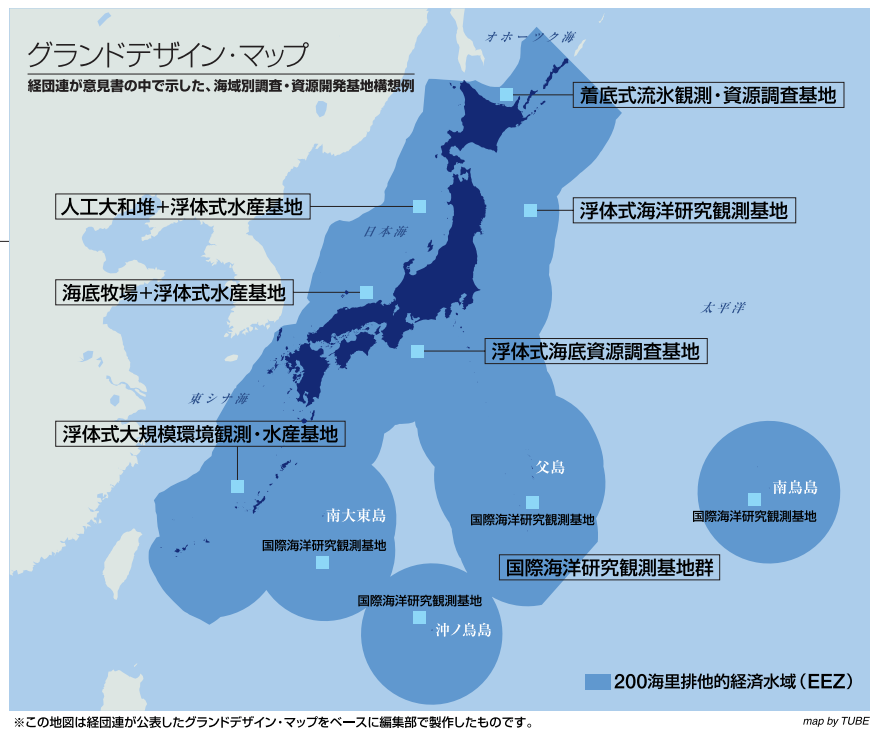 オホーツク海
グランドデザイン・マップ
経団連が意見書の中で示した、海域別調査・資源開発基地構想例
着底式流氷観測・資源調査基地
人工大和堆＋浮体式水産基地
浮体式海洋研究観測基地
日本海
海底牧場＋浮体式水産基地
太平洋
浮体式海底資源調査基地
東シナ海
浮体式大規模環境観測・水産基地
父島
南鳥島
南大東島
国際海洋研究観測基地
国際海洋研究観測基地
国際海洋研究観測基地
国際海洋研究観測基地群
国際海洋研究観測基地
沖ノ鳥島
200海里排他的経済水域（EEZ）
※この地図は経団連が公表したグランドデザイン・マップをベースに編集部で製作したものです。
map by TUBE